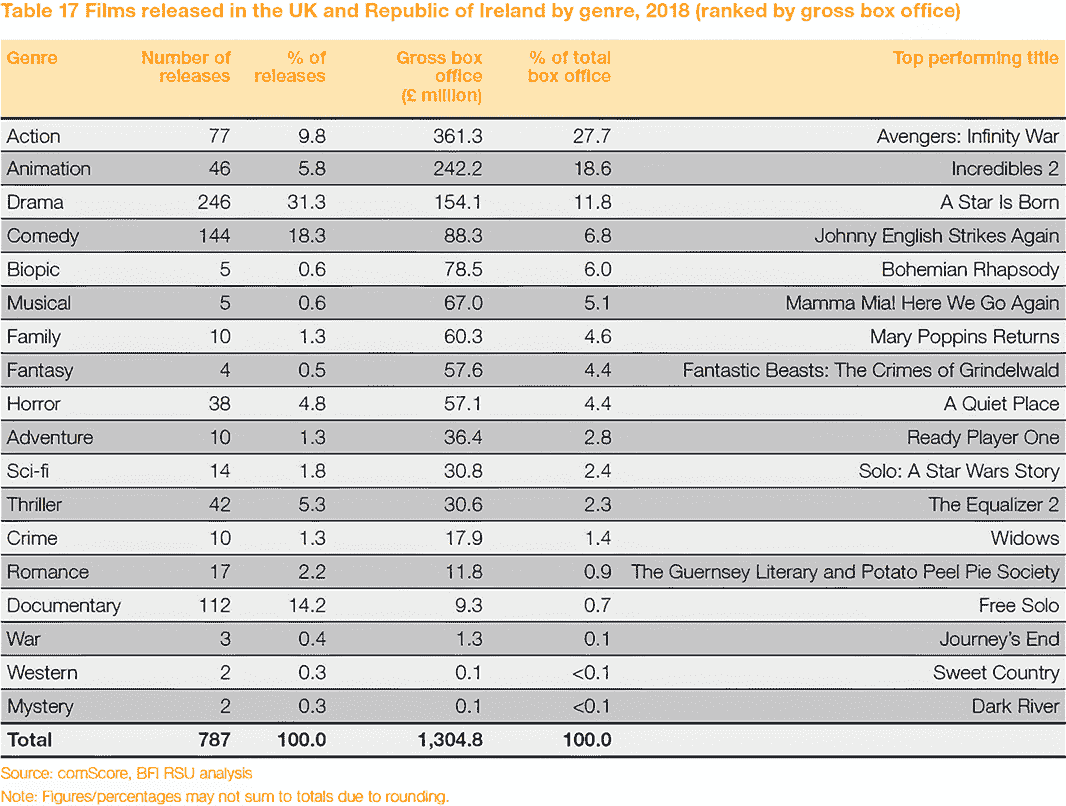 Table 17 Films released in the UK and Republic of Ireland by genre, 2018 (ranked by gross box office)
Genre Number of releases % of releases Gross box office (£ million) % of total box office Top performing title
Action 77 9.8 361.3 27.7 Avengers: Infinity War
Animation 46 5.8 242.2 18.6 Incredibles 2
Drama 246 31.3 154.1 11.8 A Star Is Born
Comedy 144 18.3 88.3 6.8 Johnny English Strikes Again
Biopic 5 0.6 78.5 6.0 Bohemian Rhapsody
Musical 5 0.6 67.0 5.1 Mamma Mia! Here We Go Again
Family 10 1.3 60.3 4.6 Mary Poppins Returns
Fantasy 4 0.5 57.6 4.4 Fantastic Beasts: The Crimes of Grindelwald
Horror 38 4.8 57.1 4.4 A Quiet Place
Adventure 10 1.3 36.4 2.8 Ready Player One
Sci-fi 14 1.8 30.8 2.4 Solo: A Star Wars Story
Thriller 42 5.3 30.6 2.3 The Equalizer 2
Crime 10 1.3 17.9 1.4 Widows
Romance 17 2.2 11.8 0.9 The Guernsey Literary and Potato Peel Pie Society
Documentary 112 14.2 9.3 0.7 Free Solo
War 3 0.4 1.3 0.1 Journey's End
Western 2 0.3 0.1 <0.1 Sweet Country
Mystery 2 0.3 0.1 <0.1 Dark River
Total 787 100.0 1,304.8 100.0
Source: comScore, BFI RSU analysis
Note: Figures/percentages may not sum to totals due to rounding.